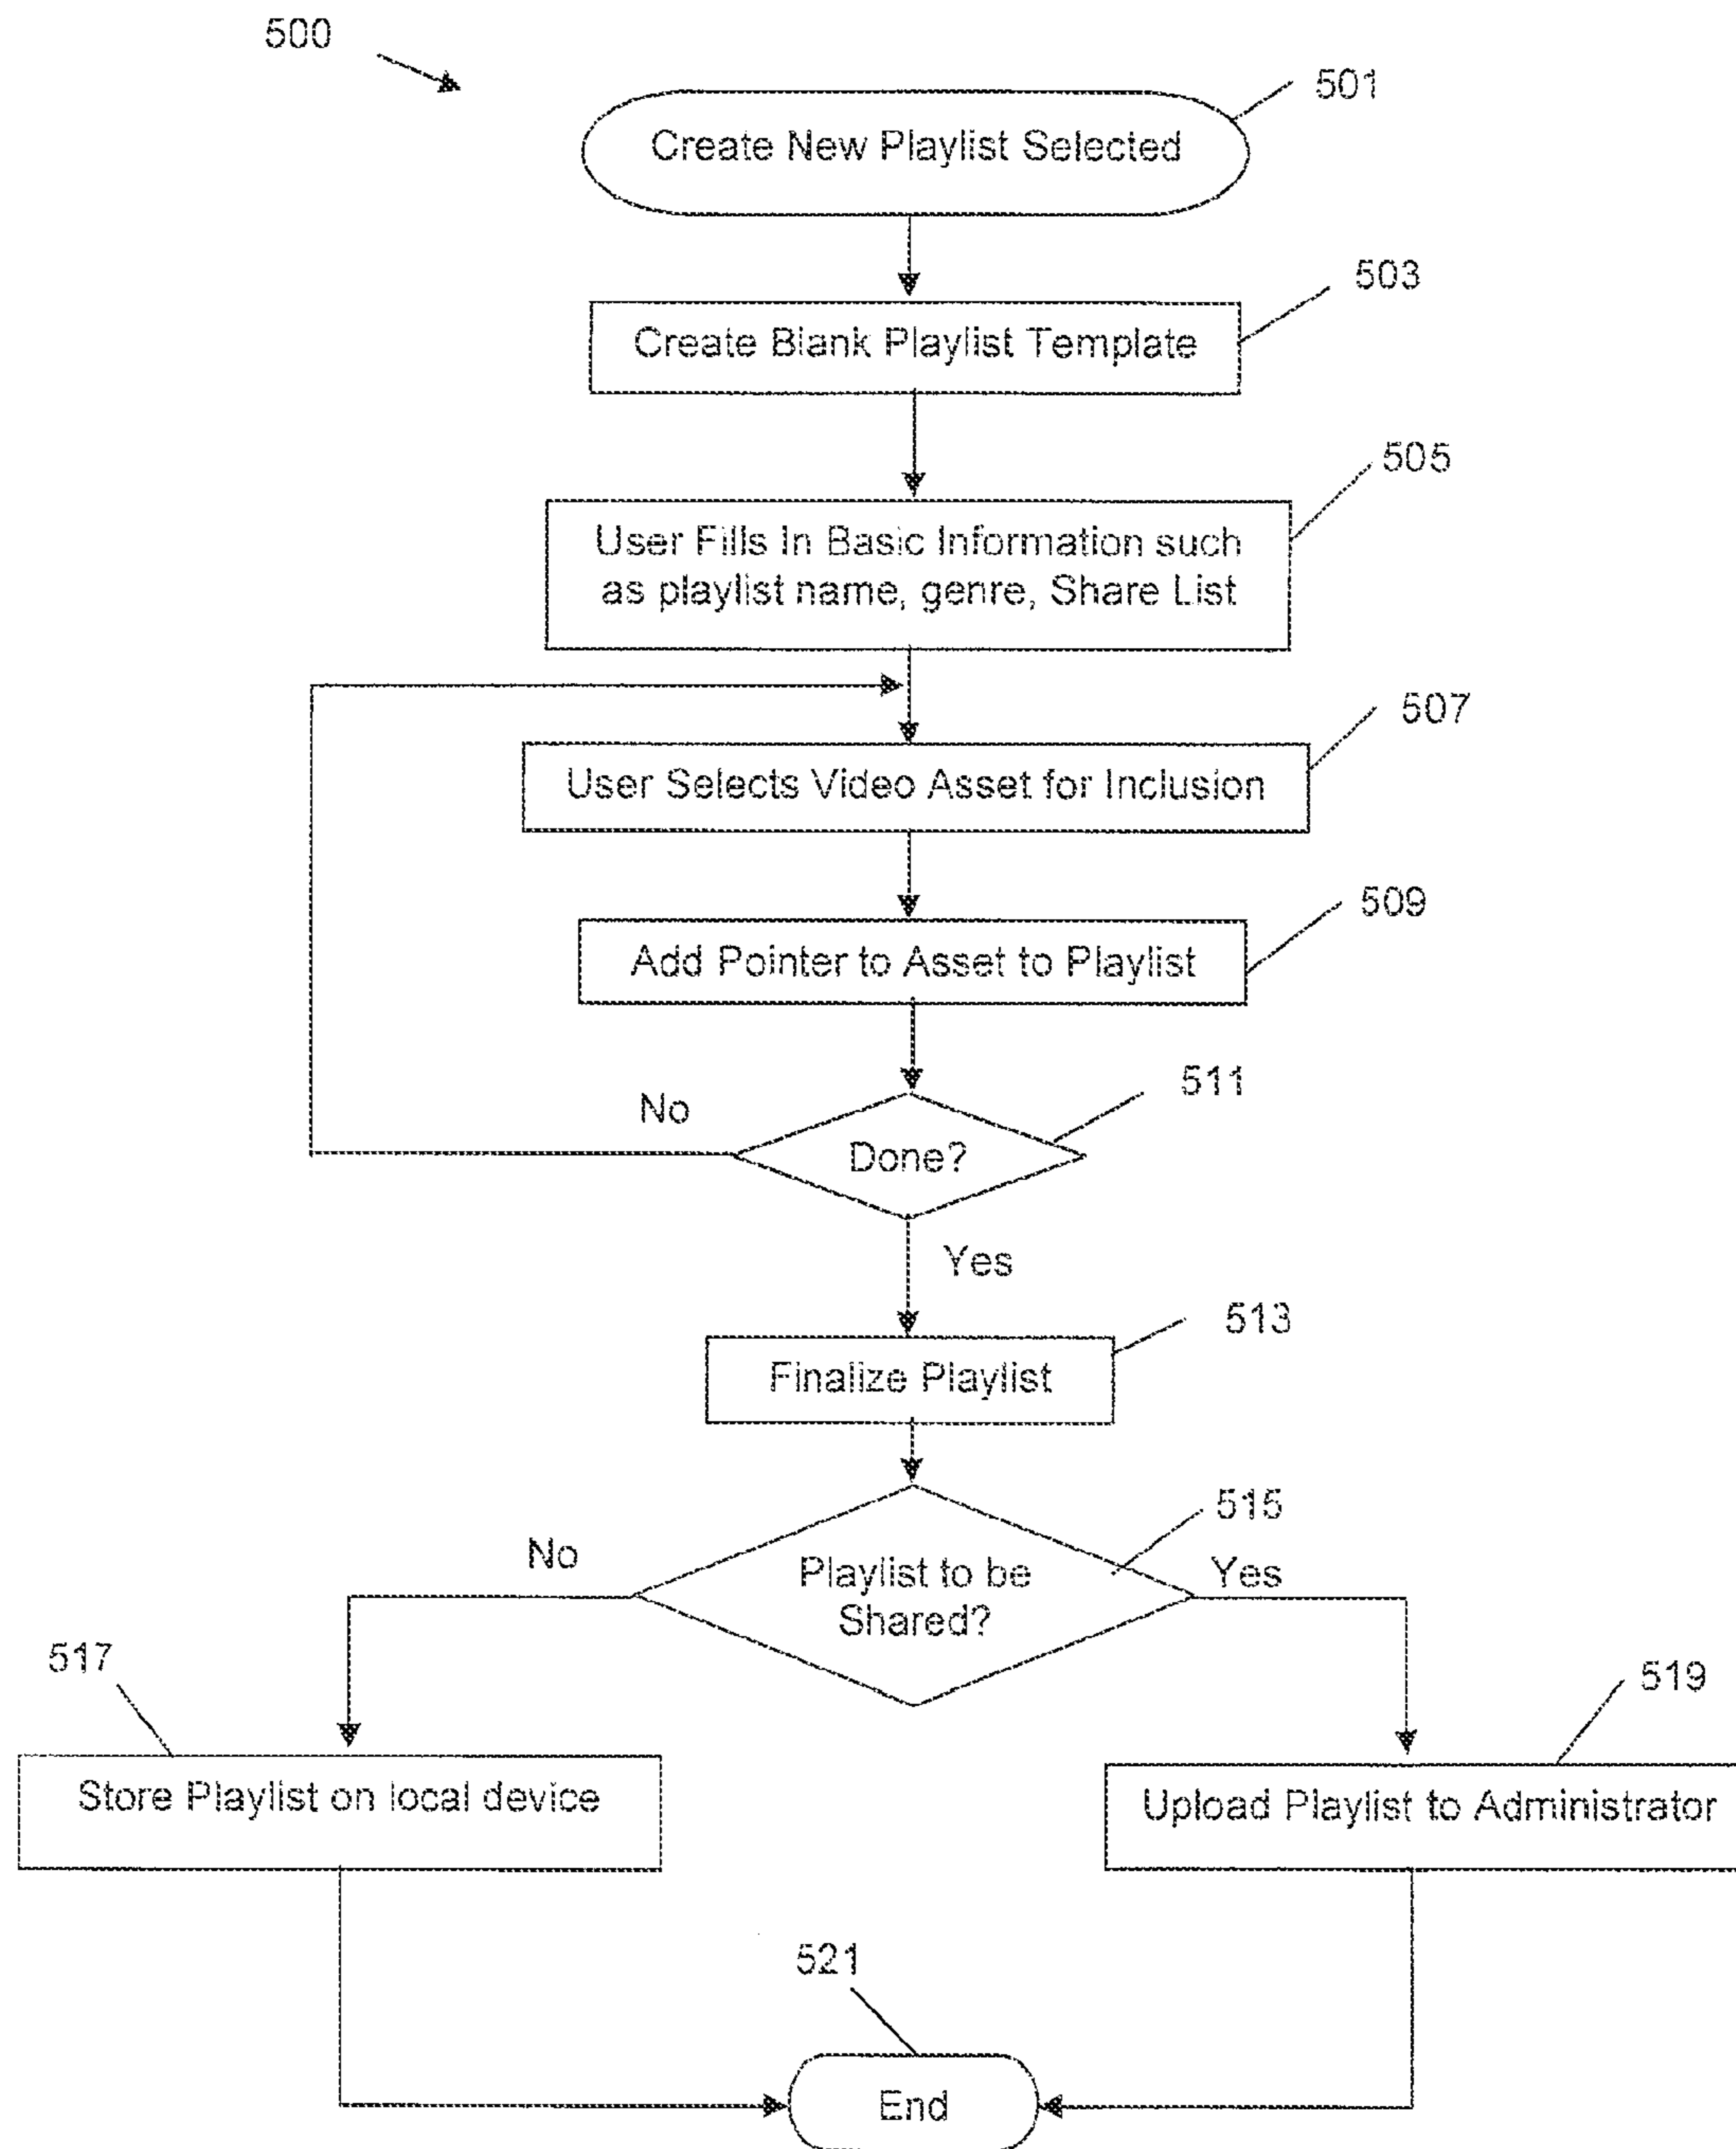 500
501
Create New Playlist Selected
503
Create Blank Playlist Template
505
User Fills In Basic Information such
as playlist name, genre, Share List
507
User Selects Video Asset for Inclusion
509
Add Pointer to Asset to Playlist
511
No
Done?
Yes
513
Finalize Playlist
515
No
Playlist to be
Shared?
Yes
517
519
Store Playlist on local device
Upload Playlist to Administrator
521
End